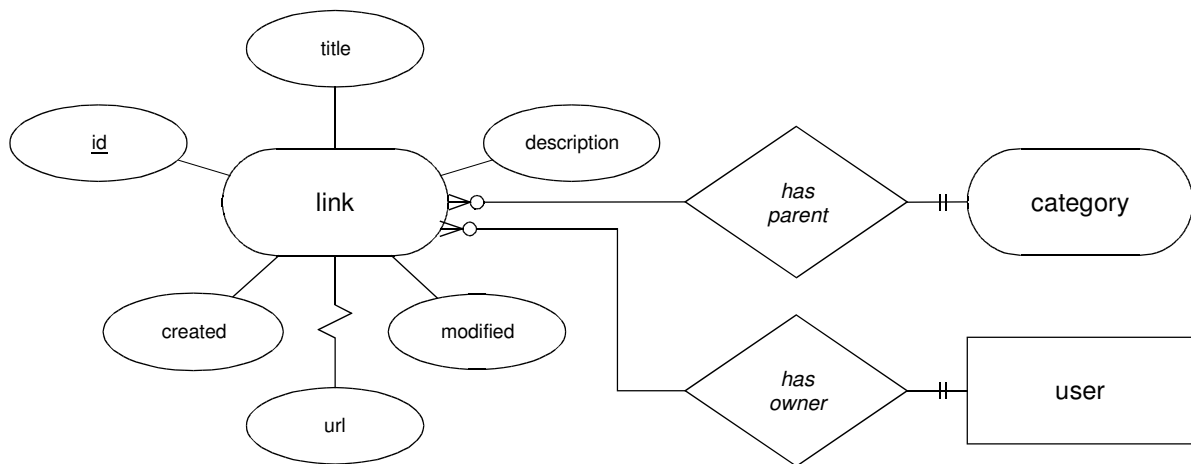 title
id
description
link
has
parent
category
created
modified
url
has
owner
user